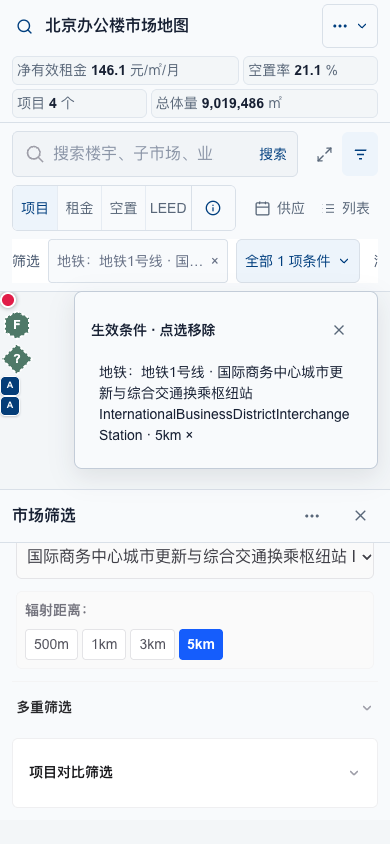 北京办公楼市场地图
净有效租金 146.1 元/㎡/月
空置率 21.1 %
项目 4 个
总体量 9,019,486 ㎡
搜索楼宇、子市场、业
搜索
项目
租金
空置
LEED
供应
列表
筛选
地铁：地铁1号线 · 国... ×
全部 1 项条件
F
?
A
A
生效条件 · 点选移除
地铁：地铁1号线 · 国际商务中心城市更
新与综合交通换乘枢纽站
InternationalBusinessDistrictInterchange
Station · 5km ×
市场筛选
国际商务中心城市更新与综合交通换乘枢纽站 I
辐射距离：
500m
1km
3km
5km
多重筛选
项目对比筛选